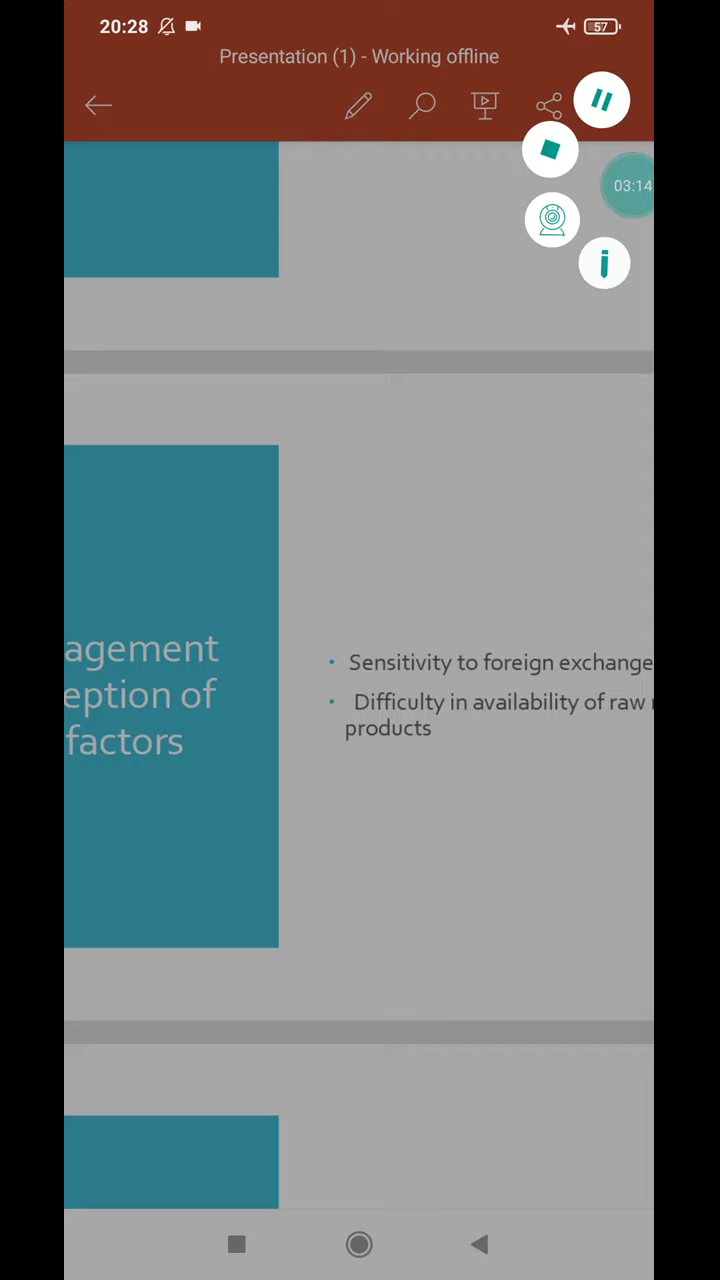 20:28
57
Presentation (1) - Working offline
03:14
agement
eption of
factors
• Sensitivity to foreign exchange
• Difficulty in availability of raw
products